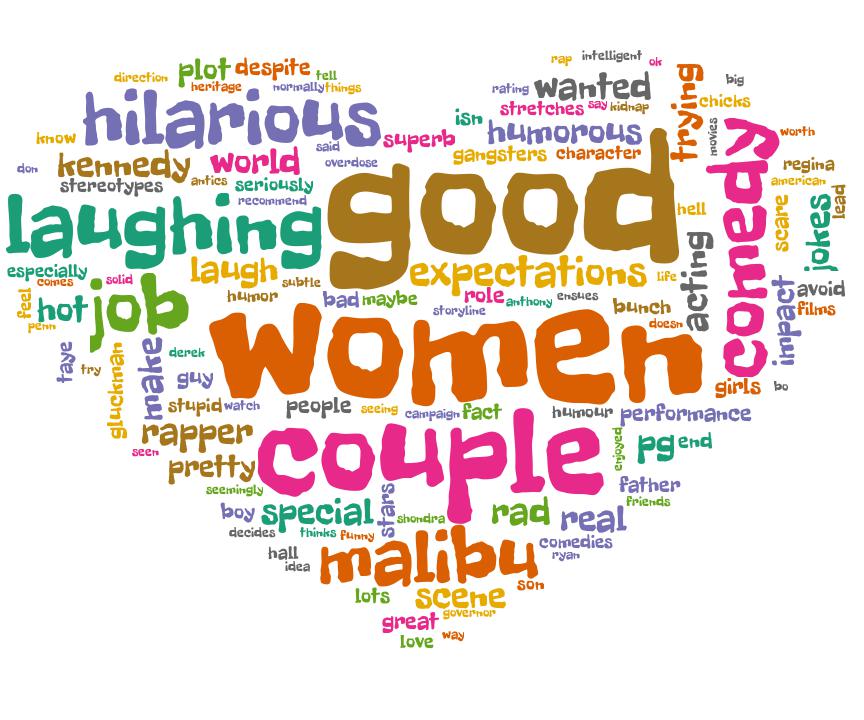 rap
intelligent
ok
direction
plot
despite
tell
heritage
normally
things
rating
wanted
trying
big
hilarious
stretches
say
kidnap
chicks
know
said
superb
isn
humorous
movies
worth
don
kennedy
world
overdose
gangsters
character
stereotypes
antics
seriously
recommend
good
comedy
regina
american
laughing
hell
scare
jokes
lead
especially
comes
solid
laugh
subtle
expectations
life
acting
feel
hot
job
humor
bad
maybe
role
storyline
anthony
ensues
bunch
doesn
impact
avoid
films
penn
women
taye
try
gluckman
make
derek
guy
girls
bo
stupid
watch
people
seeing
campaign
fact
humour
performance
rapper
seen
couple
enjoyed
pg
end
pretty
seemingly
father
friends
boy
special
stars
shondra
rad
real
decides
thinks
funny
comedies
hall
idea
malibu
ryan
son
lots
scene
governor
great
love
way